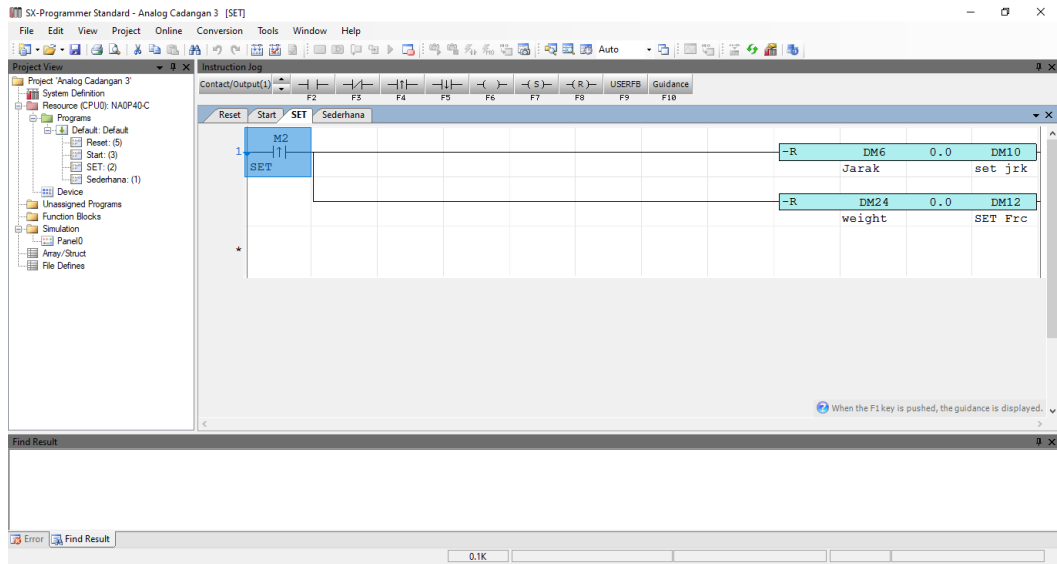 SX-Programmer Standard - Analog Cadangan 3 [SET]
File Edit View Project Online Conversion Tools Window Help
Auto
Project View
Instruction Jog
Project 'Analog Cadangan 3'
System Definition
Resource (CPU0): NA0P40-C
Programs
Default: Default
Reset: (5)
Start: (3)
SET: (2)
Sederhana: (1)
Device
Unassigned Programs
Function Blocks
Simulation
Panel0
Array/Struct
File Defines
Contact/Output(1) USERFB Guidance
F2 F3 F4 F5 F6 F7 F8 F9 F10
Reset Start SET Sederhana
M2
1
SET
-R DM6 0.0 DM10
Jarak set jrk
-R DM24 0.0 DM12
weight SET Frc
*
When the F1 key is pushed, the guidance is displayed.
Find Result
Error Find Result
0.1K